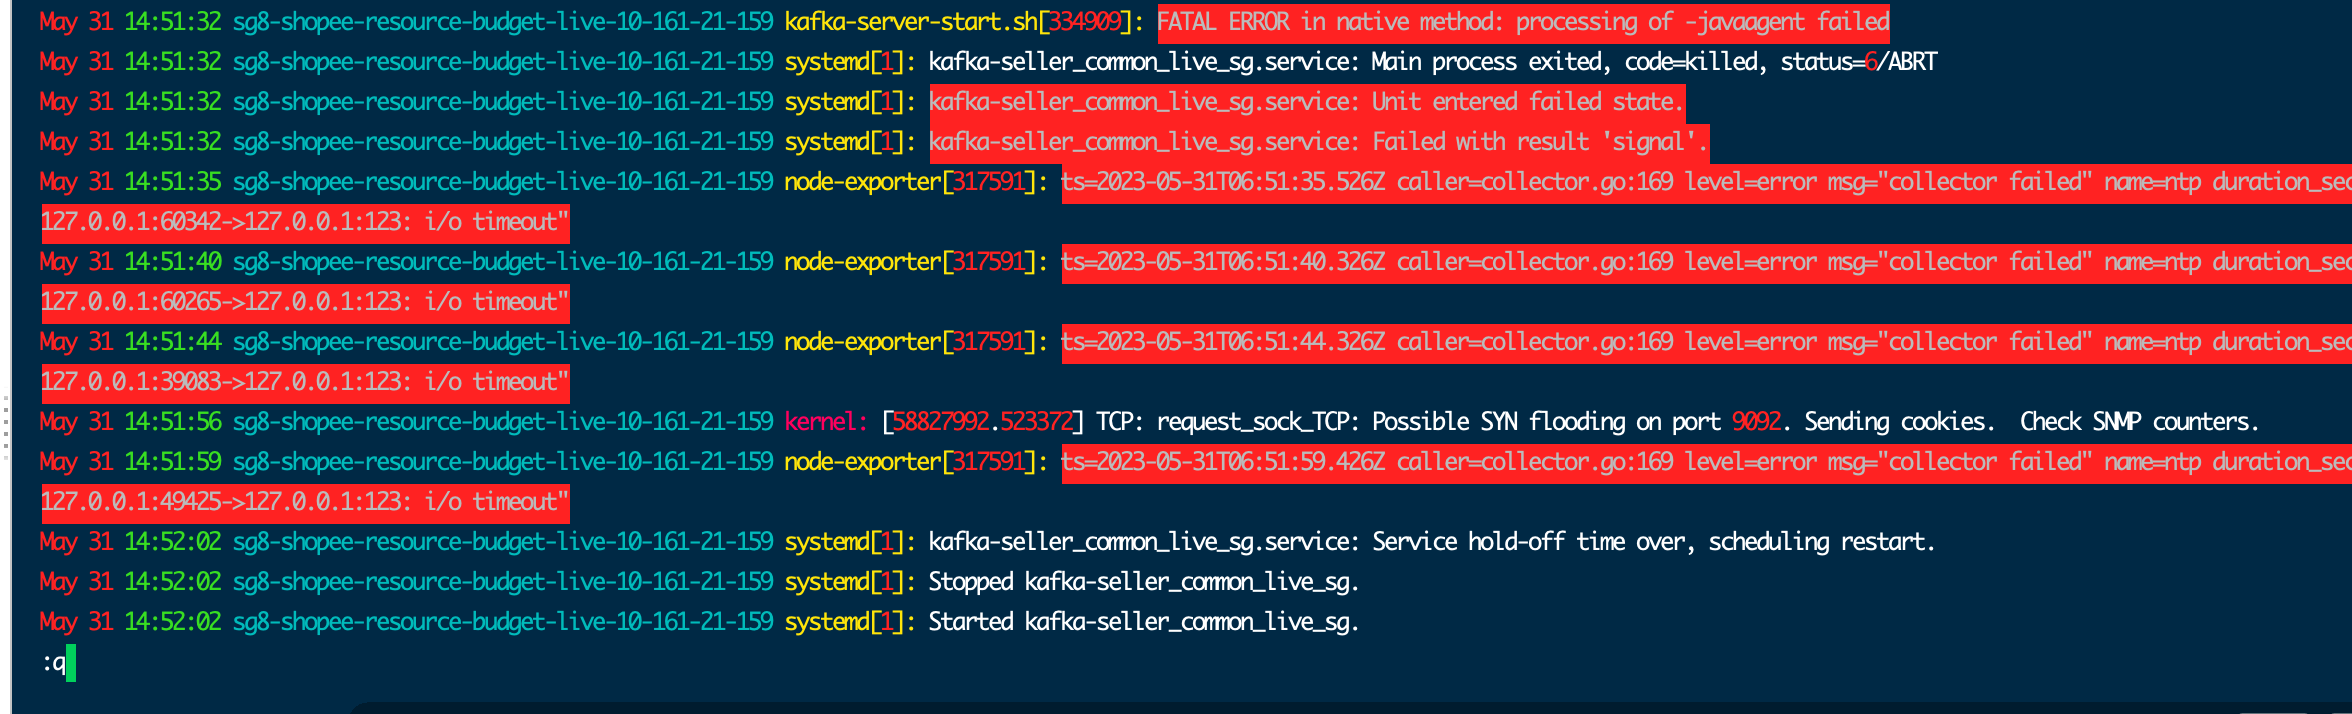 May 31 14:51:32 sg8-shopee-resource-budget-live-10-161-21-159 kafka-server-start.sh[334909]: FATAL ERROR in native method: processing of -javaagent failed
May 31 14:51:32 sg8-shopee-resource-budget-live-10-161-21-159 systemd[1]: kafka-seller_common_live_sg.service: Main process exited, code=killed, status=6/ABRT
May 31 14:51:32 sg8-shopee-resource-budget-live-10-161-21-159 systemd[1]: kafka-seller_common_live_sg.service: Unit entered failed state.
May 31 14:51:32 sg8-shopee-resource-budget-live-10-161-21-159 systemd[1]: kafka-seller_common_live_sg.service: Failed with result 'signal'.
May 31 14:51:35 sg8-shopee-resource-budget-live-10-161-21-159 node-exporter[317591]: ts=2023-05-31T06:51:35.526Z caller=collector.go:169 level=error msg="collector failed" name=ntp duration_sec
127.0.0.1:60342->127.0.0.1:123: i/o timeout"
May 31 14:51:40 sg8-shopee-resource-budget-live-10-161-21-159 node-exporter[317591]: ts=2023-05-31T06:51:40.326Z caller=collector.go:169 level=error msg="collector failed" name=ntp duration_sec
127.0.0.1:60265->127.0.0.1:123: i/o timeout"
May 31 14:51:44 sg8-shopee-resource-budget-live-10-161-21-159 node-exporter[317591]: ts=2023-05-31T06:51:44.326Z caller=collector.go:169 level=error msg="collector failed" name=ntp duration_sec
127.0.0.1:39083->127.0.0.1:123: i/o timeout"
May 31 14:51:56 sg8-shopee-resource-budget-live-10-161-21-159 kernel: [58827992.523372] TCP: request_sock_TCP: Possible SYN flooding on port 9092. Sending cookies.  Check SNMP counters.
May 31 14:51:59 sg8-shopee-resource-budget-live-10-161-21-159 node-exporter[317591]: ts=2023-05-31T06:51:59.426Z caller=collector.go:169 level=error msg="collector failed" name=ntp duration_sec
127.0.0.1:49425->127.0.0.1:123: i/o timeout"
May 31 14:52:02 sg8-shopee-resource-budget-live-10-161-21-159 systemd[1]: kafka-seller_common_live_sg.service: Service hold-off time over, scheduling restart.
May 31 14:52:02 sg8-shopee-resource-budget-live-10-161-21-159 systemd[1]: Stopped kafka-seller_common_live_sg.
May 31 14:52:02 sg8-shopee-resource-budget-live-10-161-21-159 systemd[1]: Started kafka-seller_common_live_sg.
:q